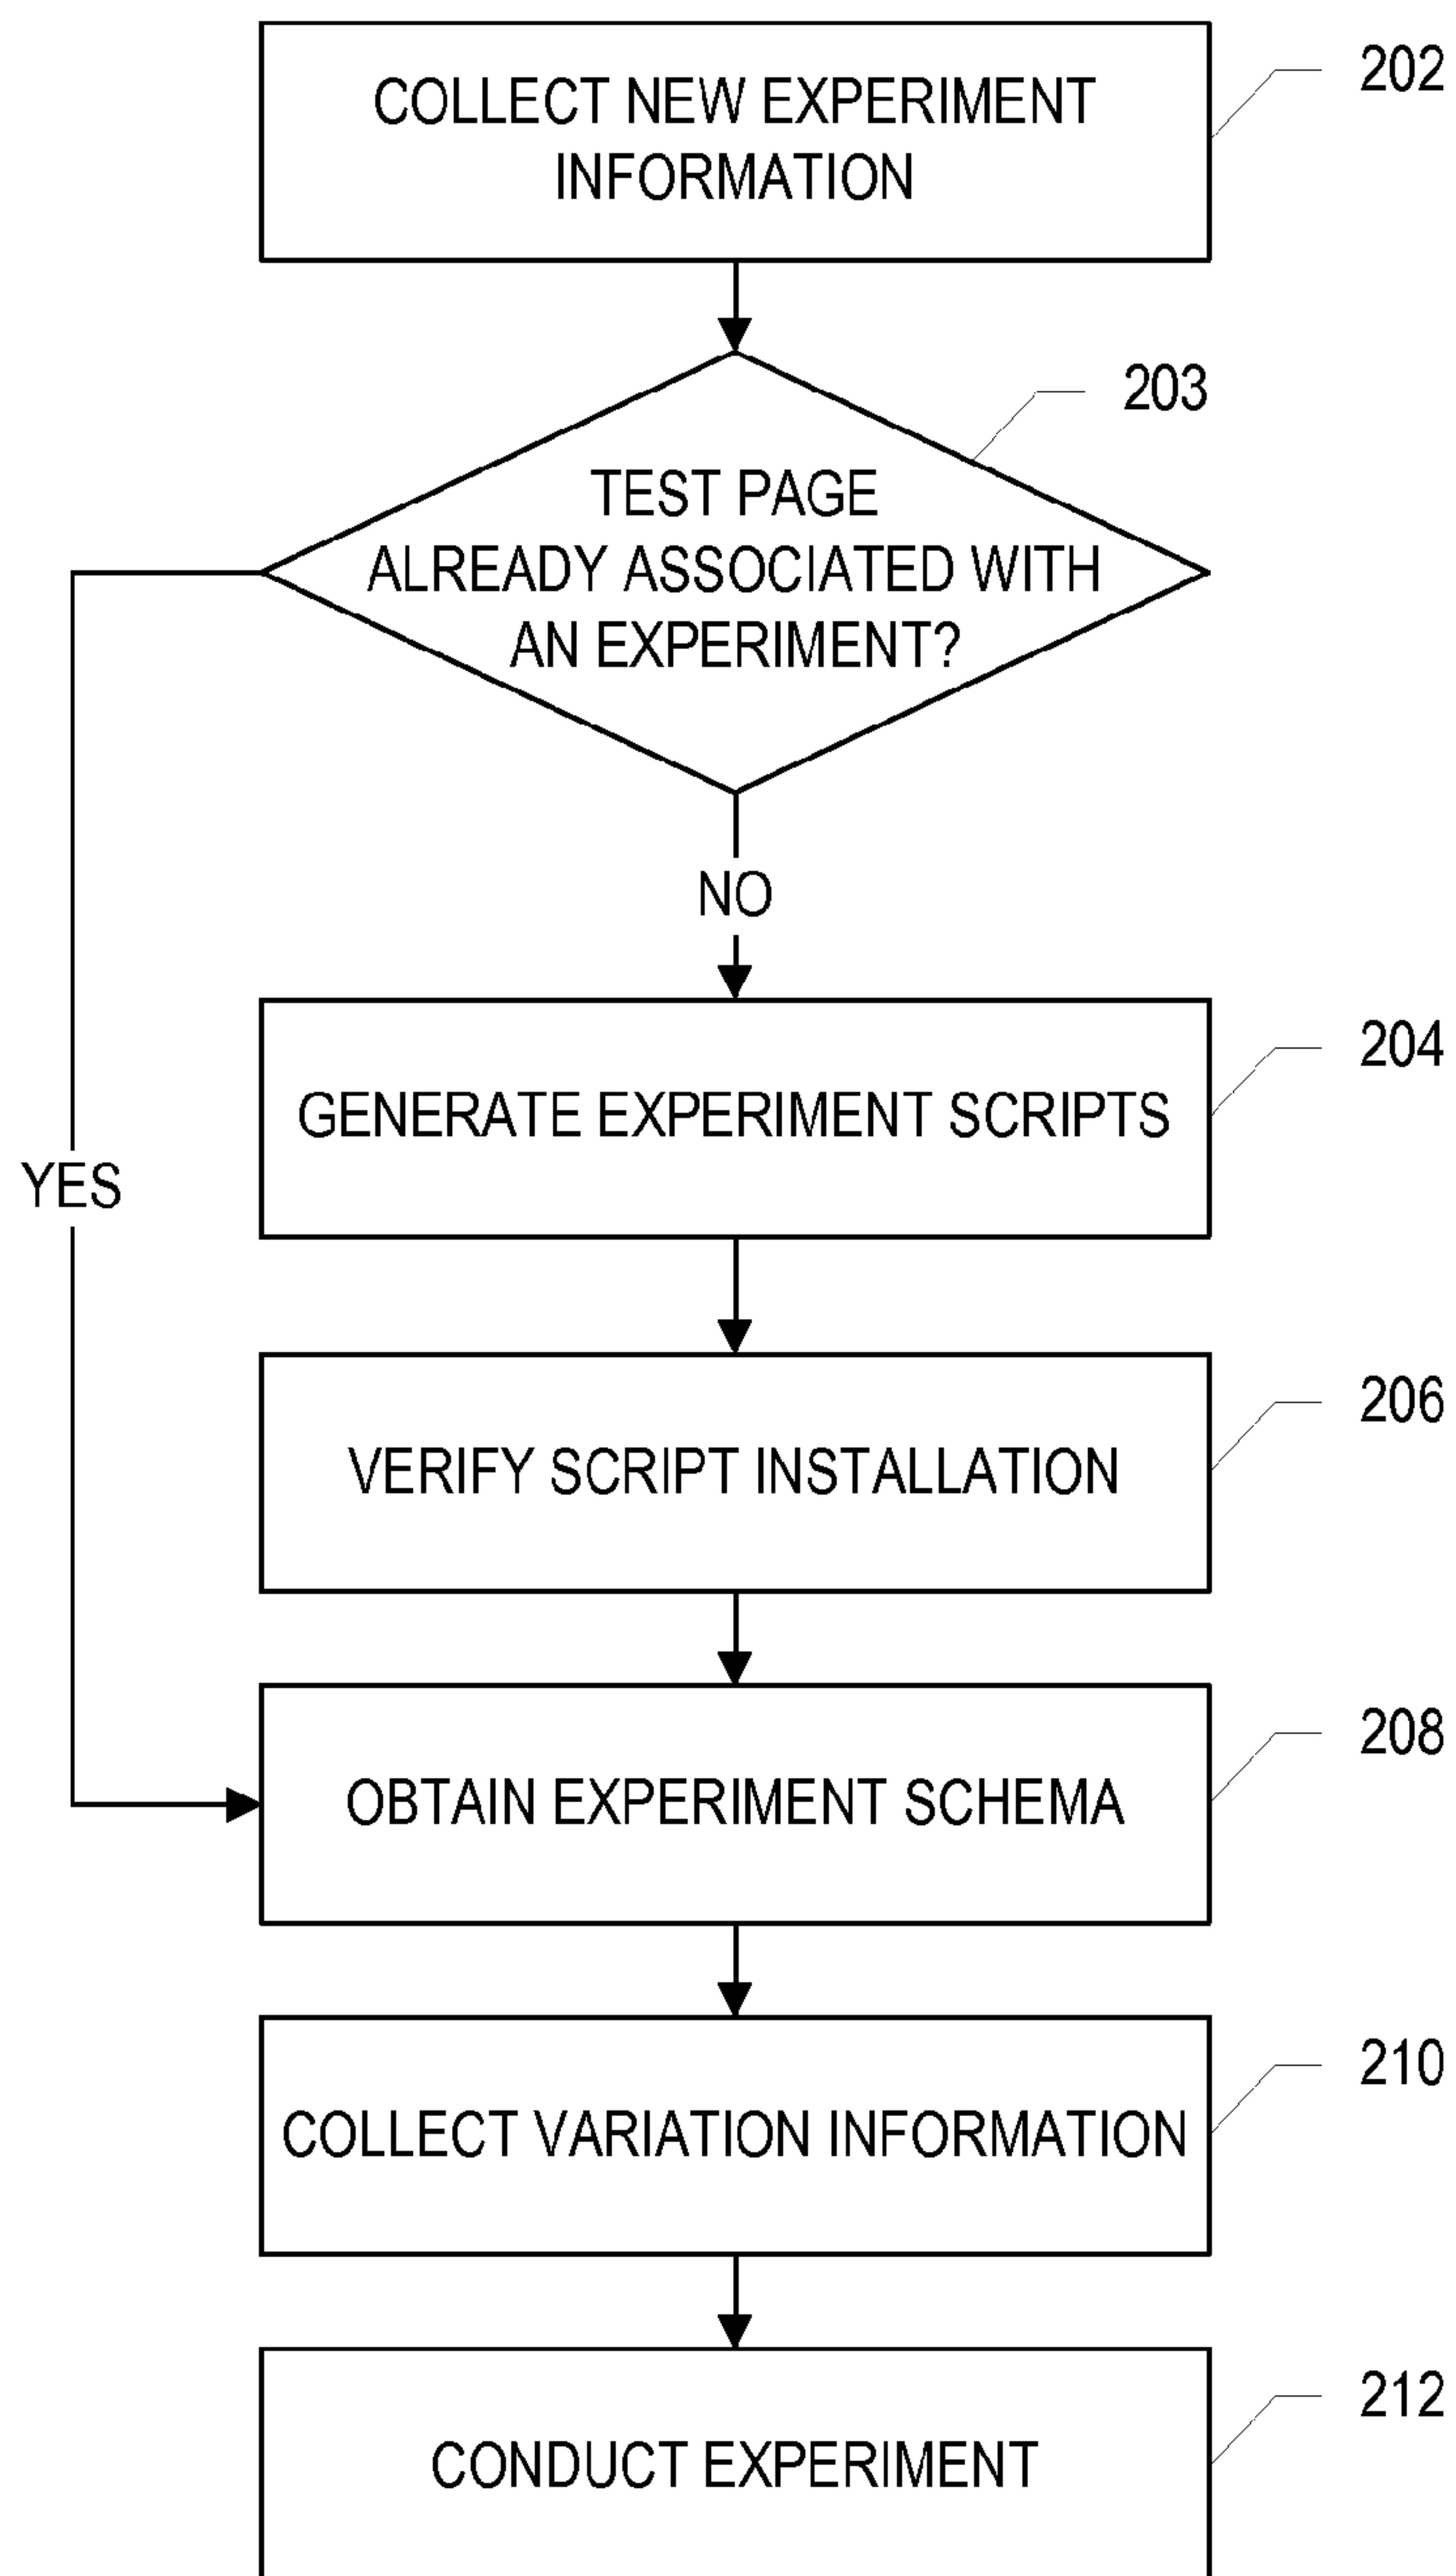 COLLECT NEW EXPERIMENT
INFORMATION
202
203
TEST PAGE
ALREADY ASSOCIATED WITH
AN EXPERIMENT?
NO
GENERATE EXPERIMENT SCRIPTS
204
YES
VERIFY SCRIPT INSTALLATION
206
OBTAIN EXPERIMENT SCHEMA
208
COLLECT VARIATION INFORMATION
210
CONDUCT EXPERIMENT
212